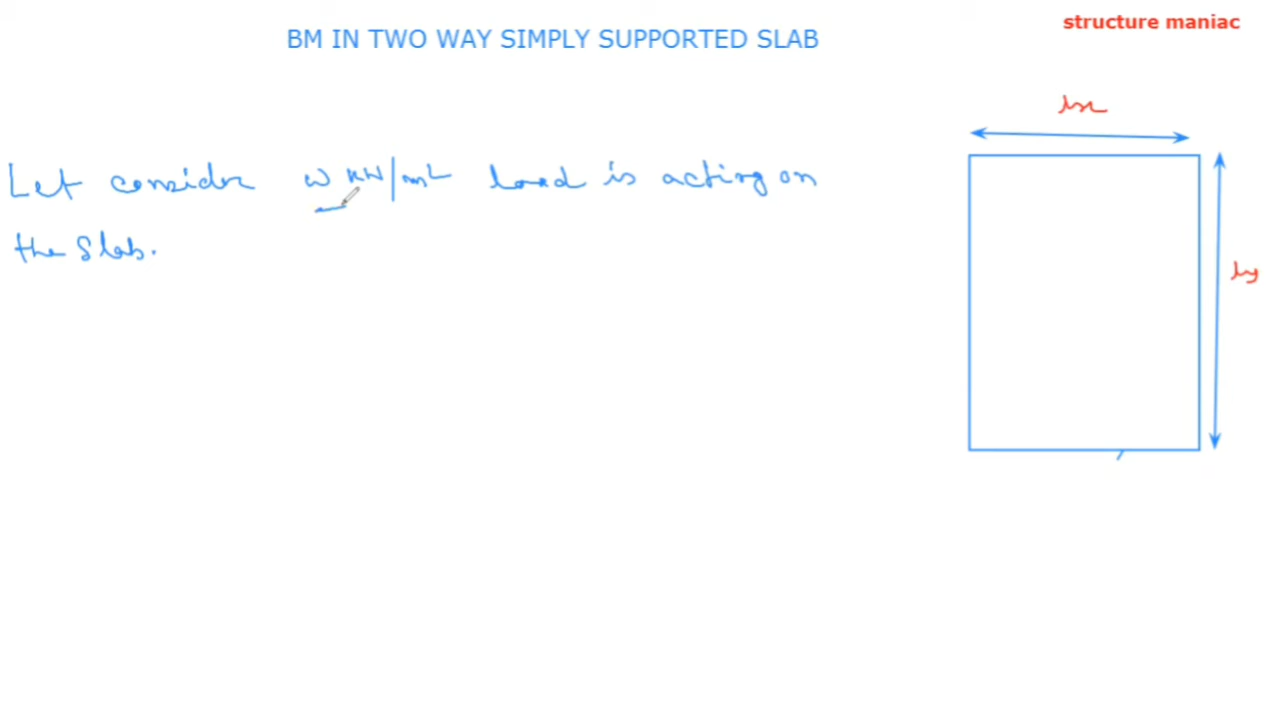 BM IN TWO WAY SIMPLY SUPPORTED SLAB
structure maniac
lx
Let consider w KN/m2 load is acting on
the slab.
ly